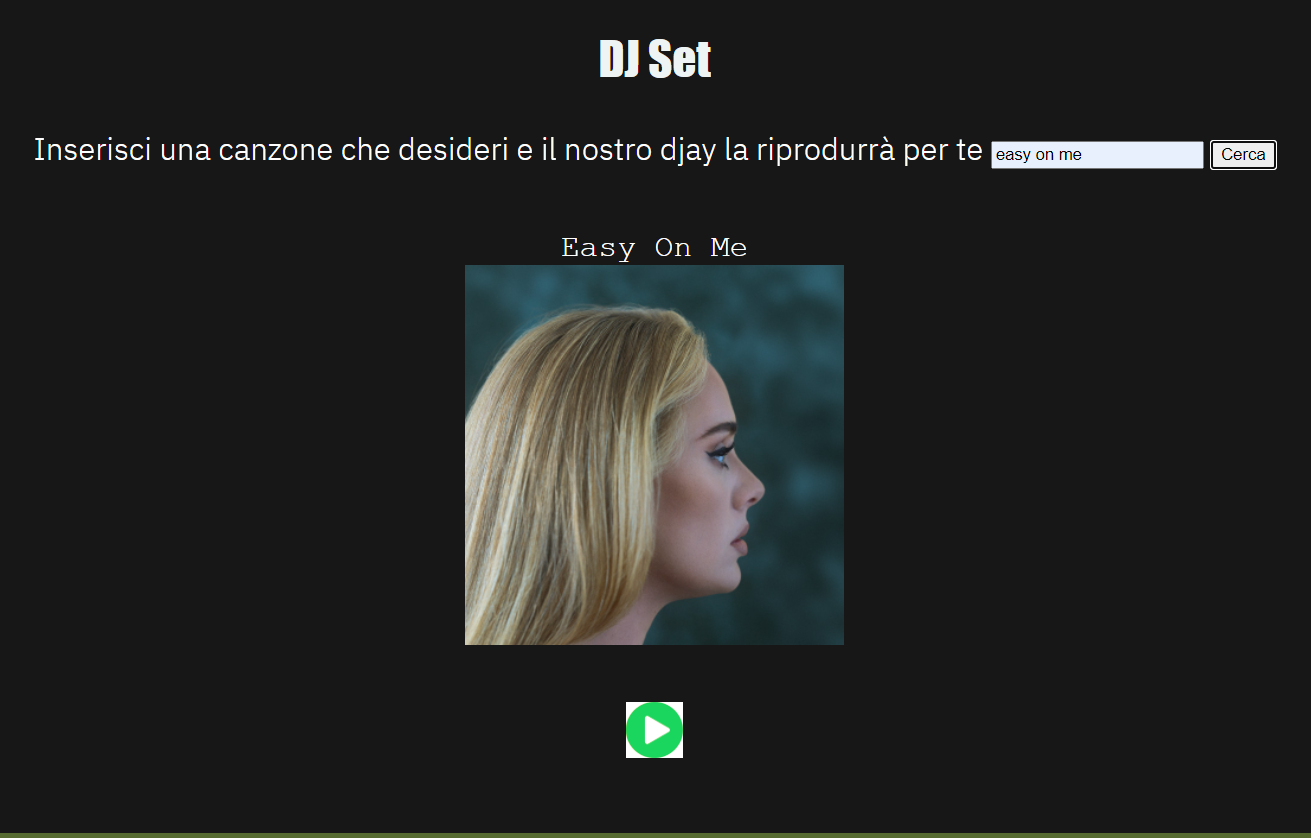 DJ Set
Inserisci una canzone che desideri e il nostro djay la riprodurrà per te easy on me Cerca
Easy On Me